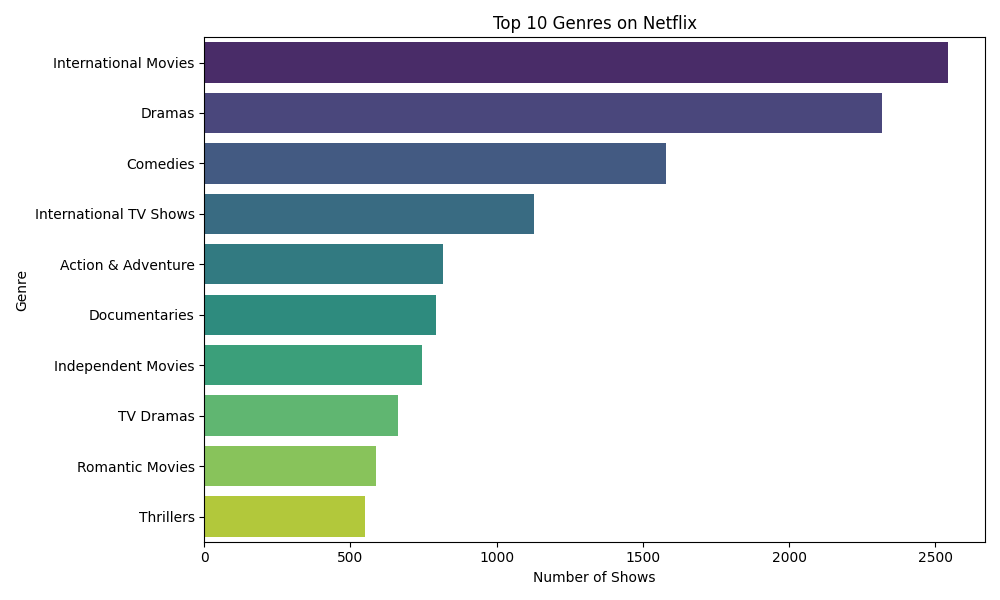 Top 10 Genres on Netflix
International Movies
Dramas
Comedies
International TV Shows
Action & Adventure
Documentaries
Independent Movies
TV Dramas
Romantic Movies
Thrillers
Genre
0 500 1000 1500 2000 2500
Number of Shows